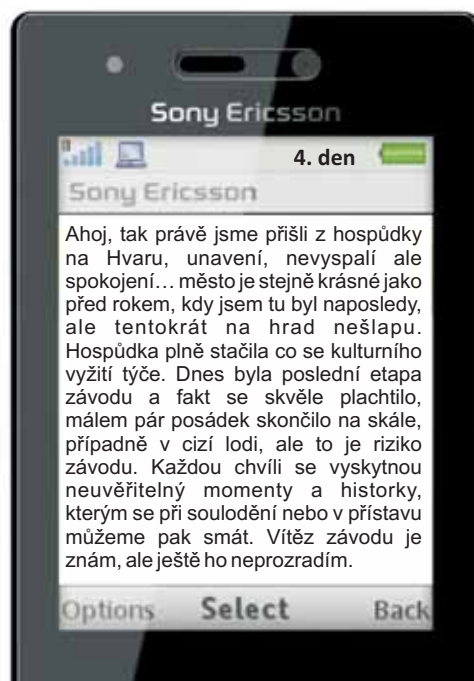 Sony Ericsson
4. den
Sony Ericsson
Ahoj, tak právě jsme přišli z hospůdky
na Hvaru, unavení, nevyspalí ale
spokojení… město je stejně krásné jako
před rokem, kdy jsem tu byl naposledy,
ale tentokrát na hrad nešlapu.
Hospůdka plně stačila co se kulturního
vyžití týče. Dnes byla poslední etapa
závodu a fakt se skvěle plachtilo,
málem pár posádek skončilo na skále,
případně v cizí lodi, ale to je riziko
závodu. Každou chvíli se vyskytnou
neuvěřitelný momenty a historky,
kterým se při soulodění nebo v přístavu
můžeme pak smát. Vítěz závodu je
znám, ale ještě ho neprozradím.
Options Select Back